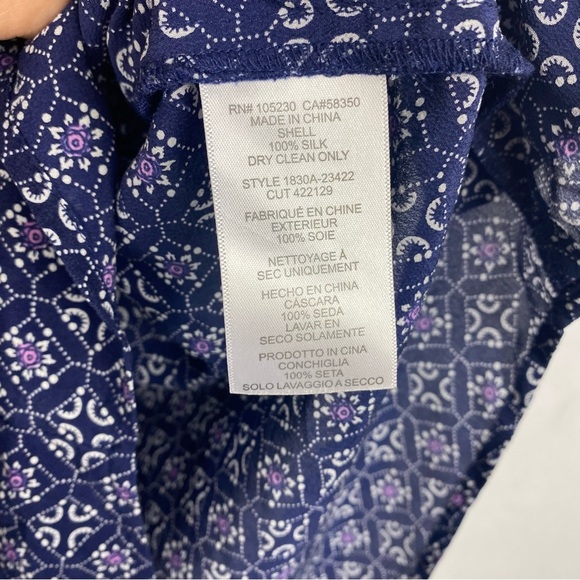 RN# 105230 CA#58350
MADE IN CHINA
SHELL
100% SILK
DRY CLEAN ONLY
STYLE 1830A-23422
CUT 422129
FABRIQUÉ EN CHINE
EXTERIEUR
100% SOIE
NETTOYAGE À
SEC UNIQUEMENT
HECHO EN CHINA
CÁSCARA
100% SEDA
LAVAR EN
SECO SOLAMENTE
PRODOTTO IN CINA
CONCHIGLIA
100% SETA
SOLO LAVAGGIO A SECCO